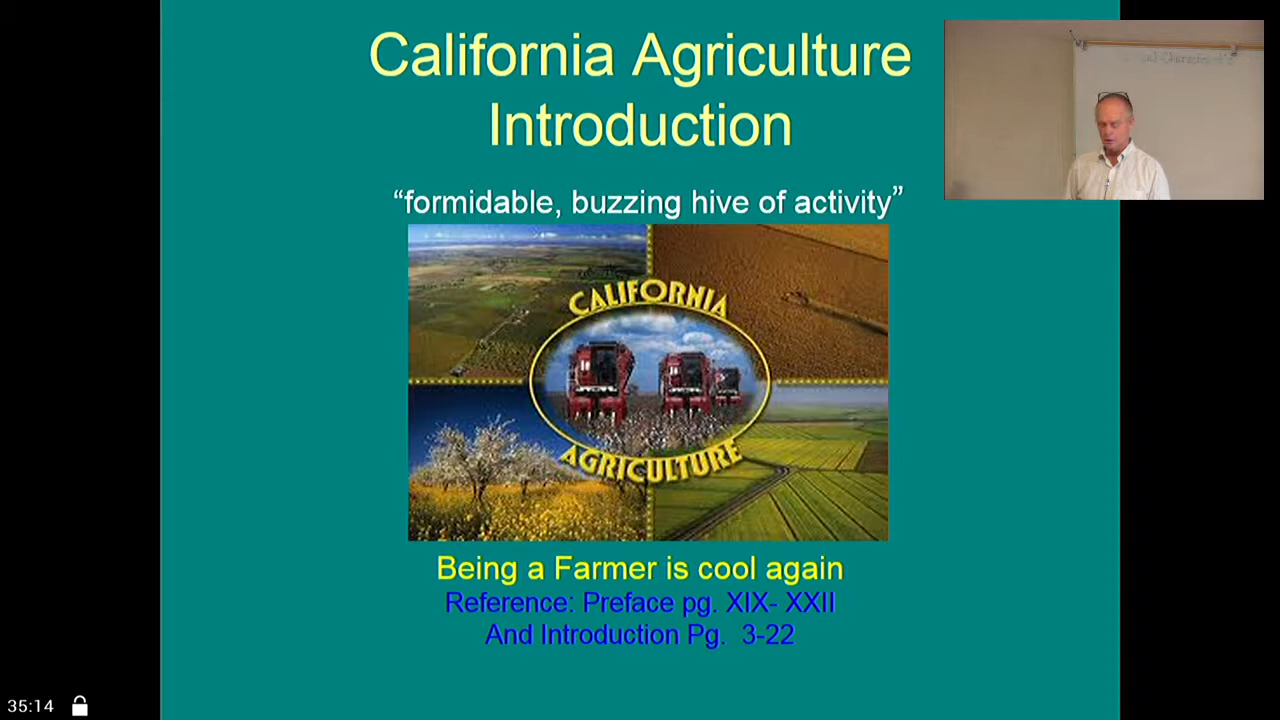 California Agriculture
Introduction
“formidable, buzzing hive of activity”
CALIFORNIA
AGRICULTURE
Being a Farmer is cool again
Reference: Preface pg. XIX- XXII
And Introduction Pg. 3-22
35:14